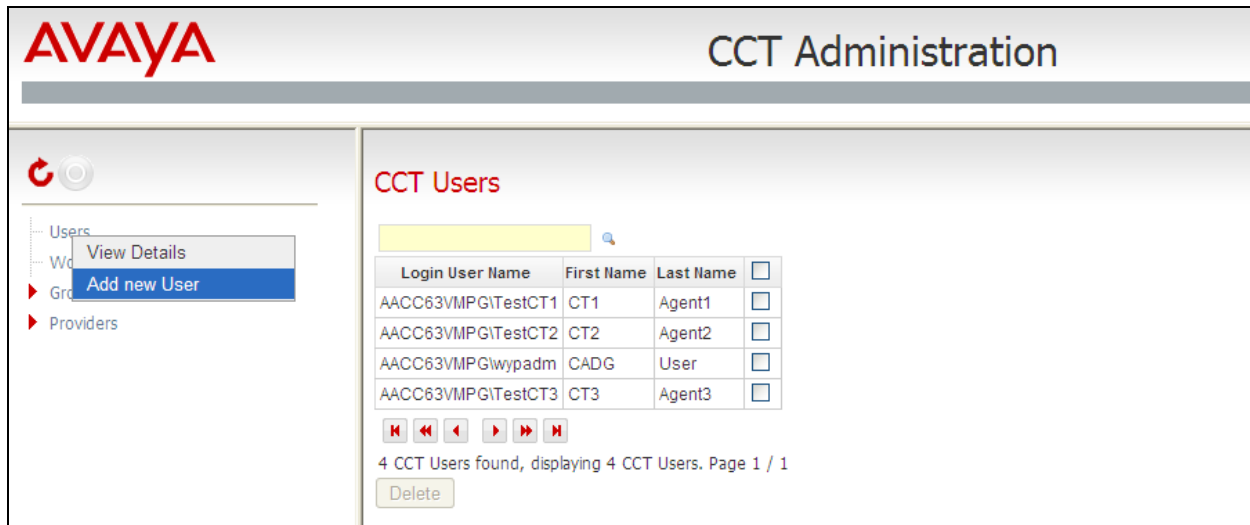 AVAYA
CCT Administration
CCT Users
Users
View Details
Wo
Add new User
Gro
Providers
Login User Name First Name Last Name
AACC63VMPG\TestCT1 CT1 Agent1
AACC63VMPG\TestCT2 CT2 Agent2
AACC63VMPG\wypadm CADG User
AACC63VMPG\TestCT3 CT3 Agent3
4 CCT Users found, displaying 4 CCT Users. Page 1 / 1
Delete